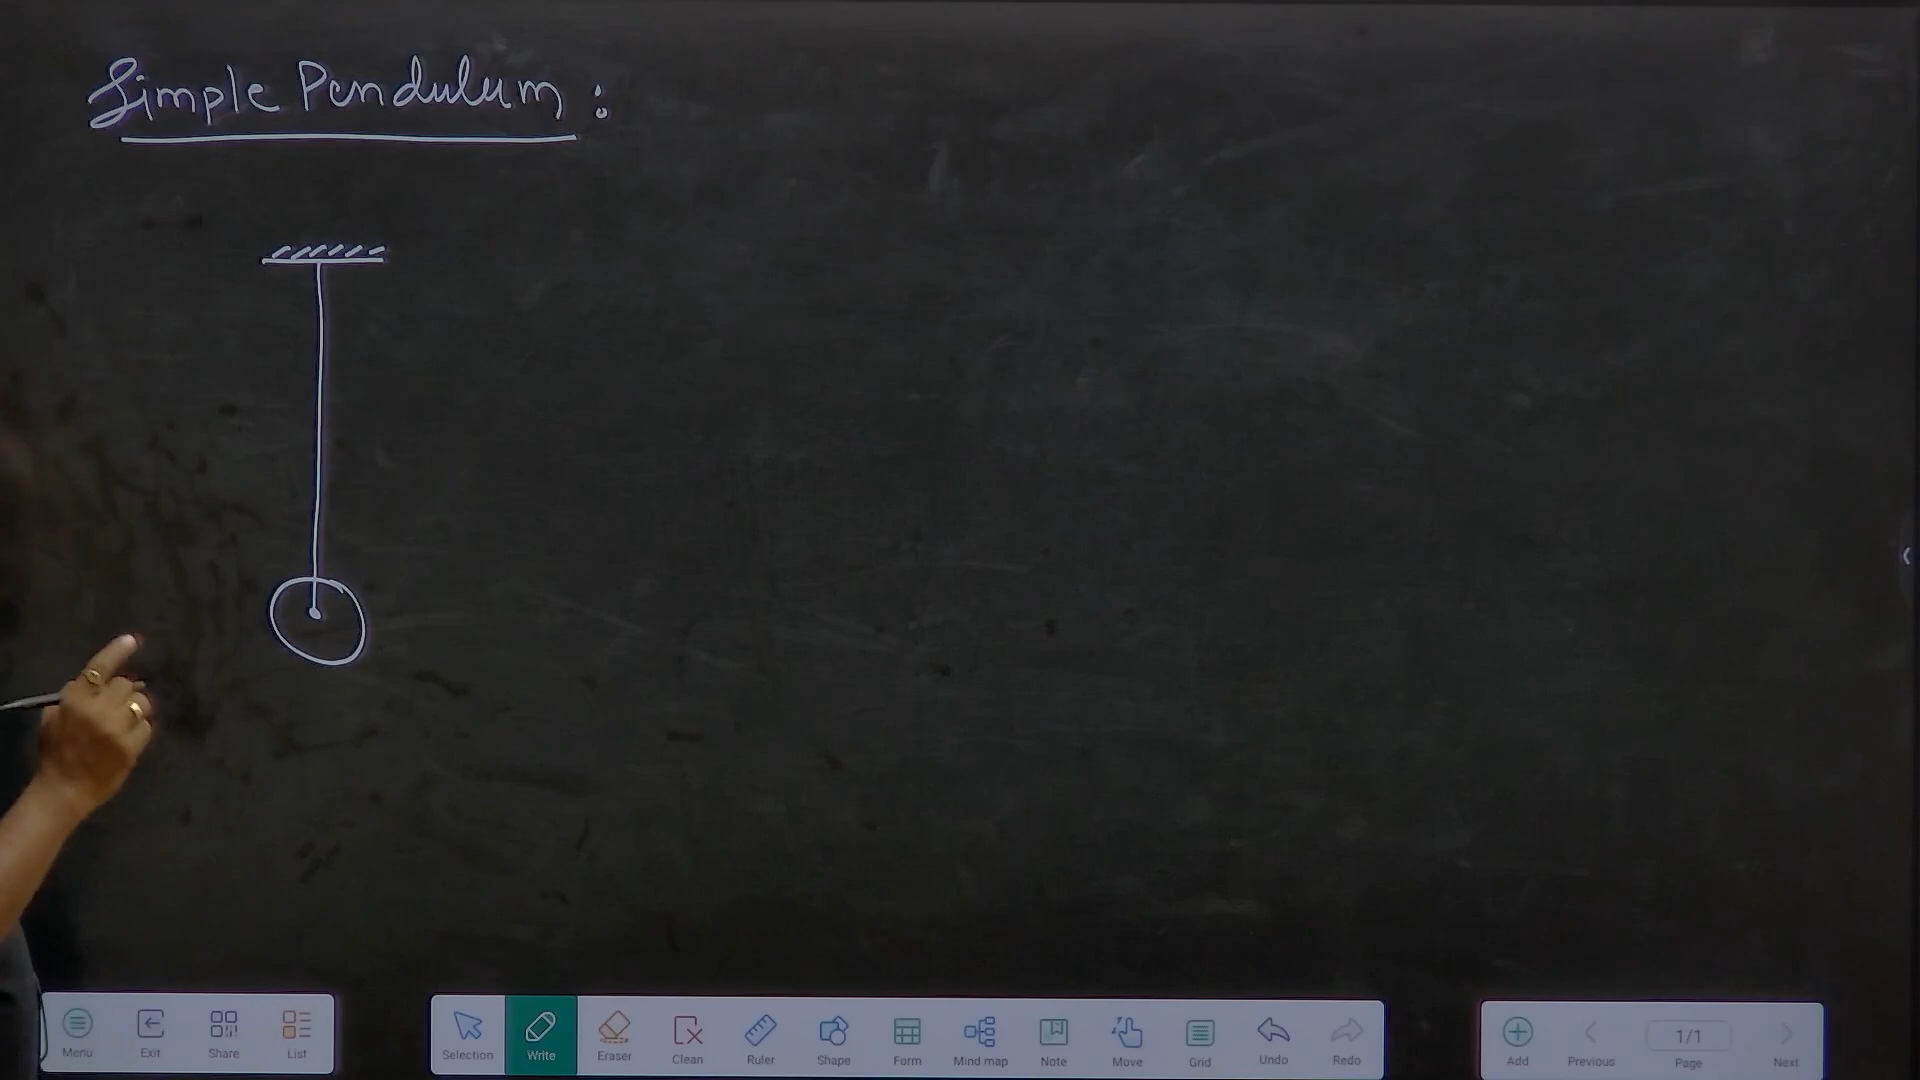 Simple Pendulum :
Menu
Exit
Share
List
Selection
Write
Eraser
Clean
Ruler
Shape
Form
Mind map
Note
Move
Grid
Undo
Redo
Add
Previous
1/1
Page
Next